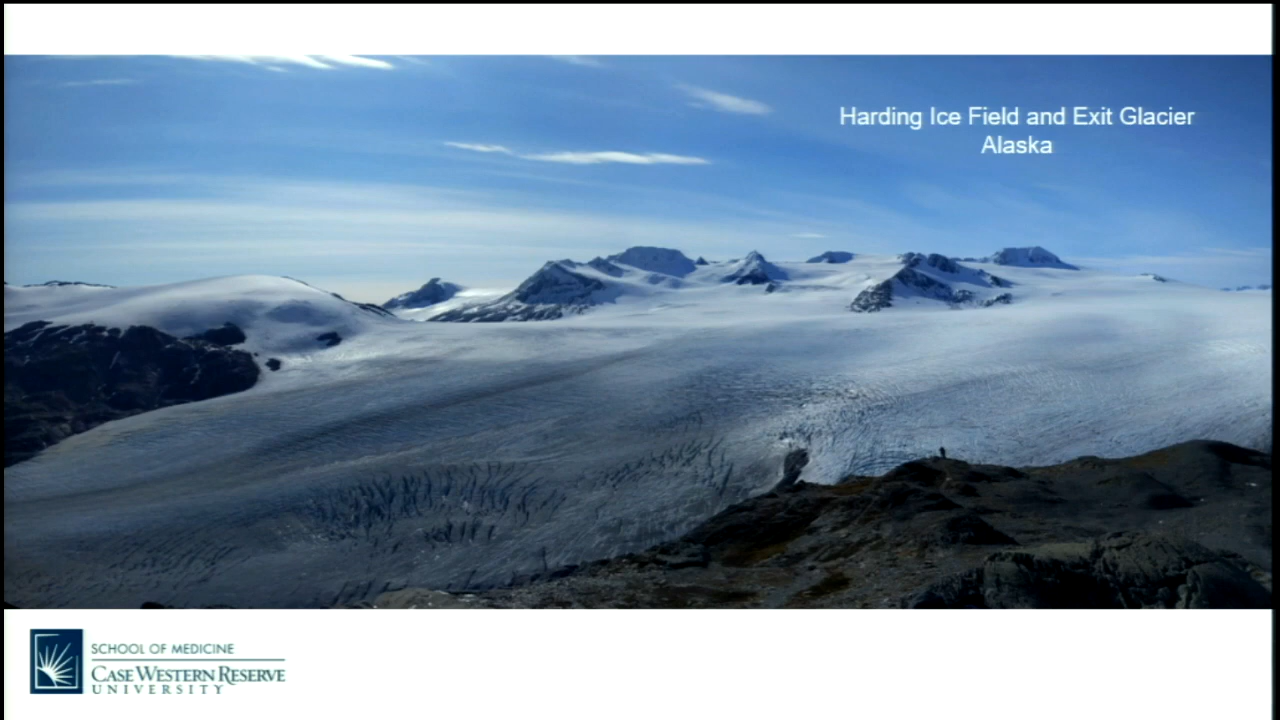 Harding Ice Field and Exit Glacier
Alaska
SCHOOL OF MEDICINE
CASE WESTERN RESERVE
UNIVERSITY